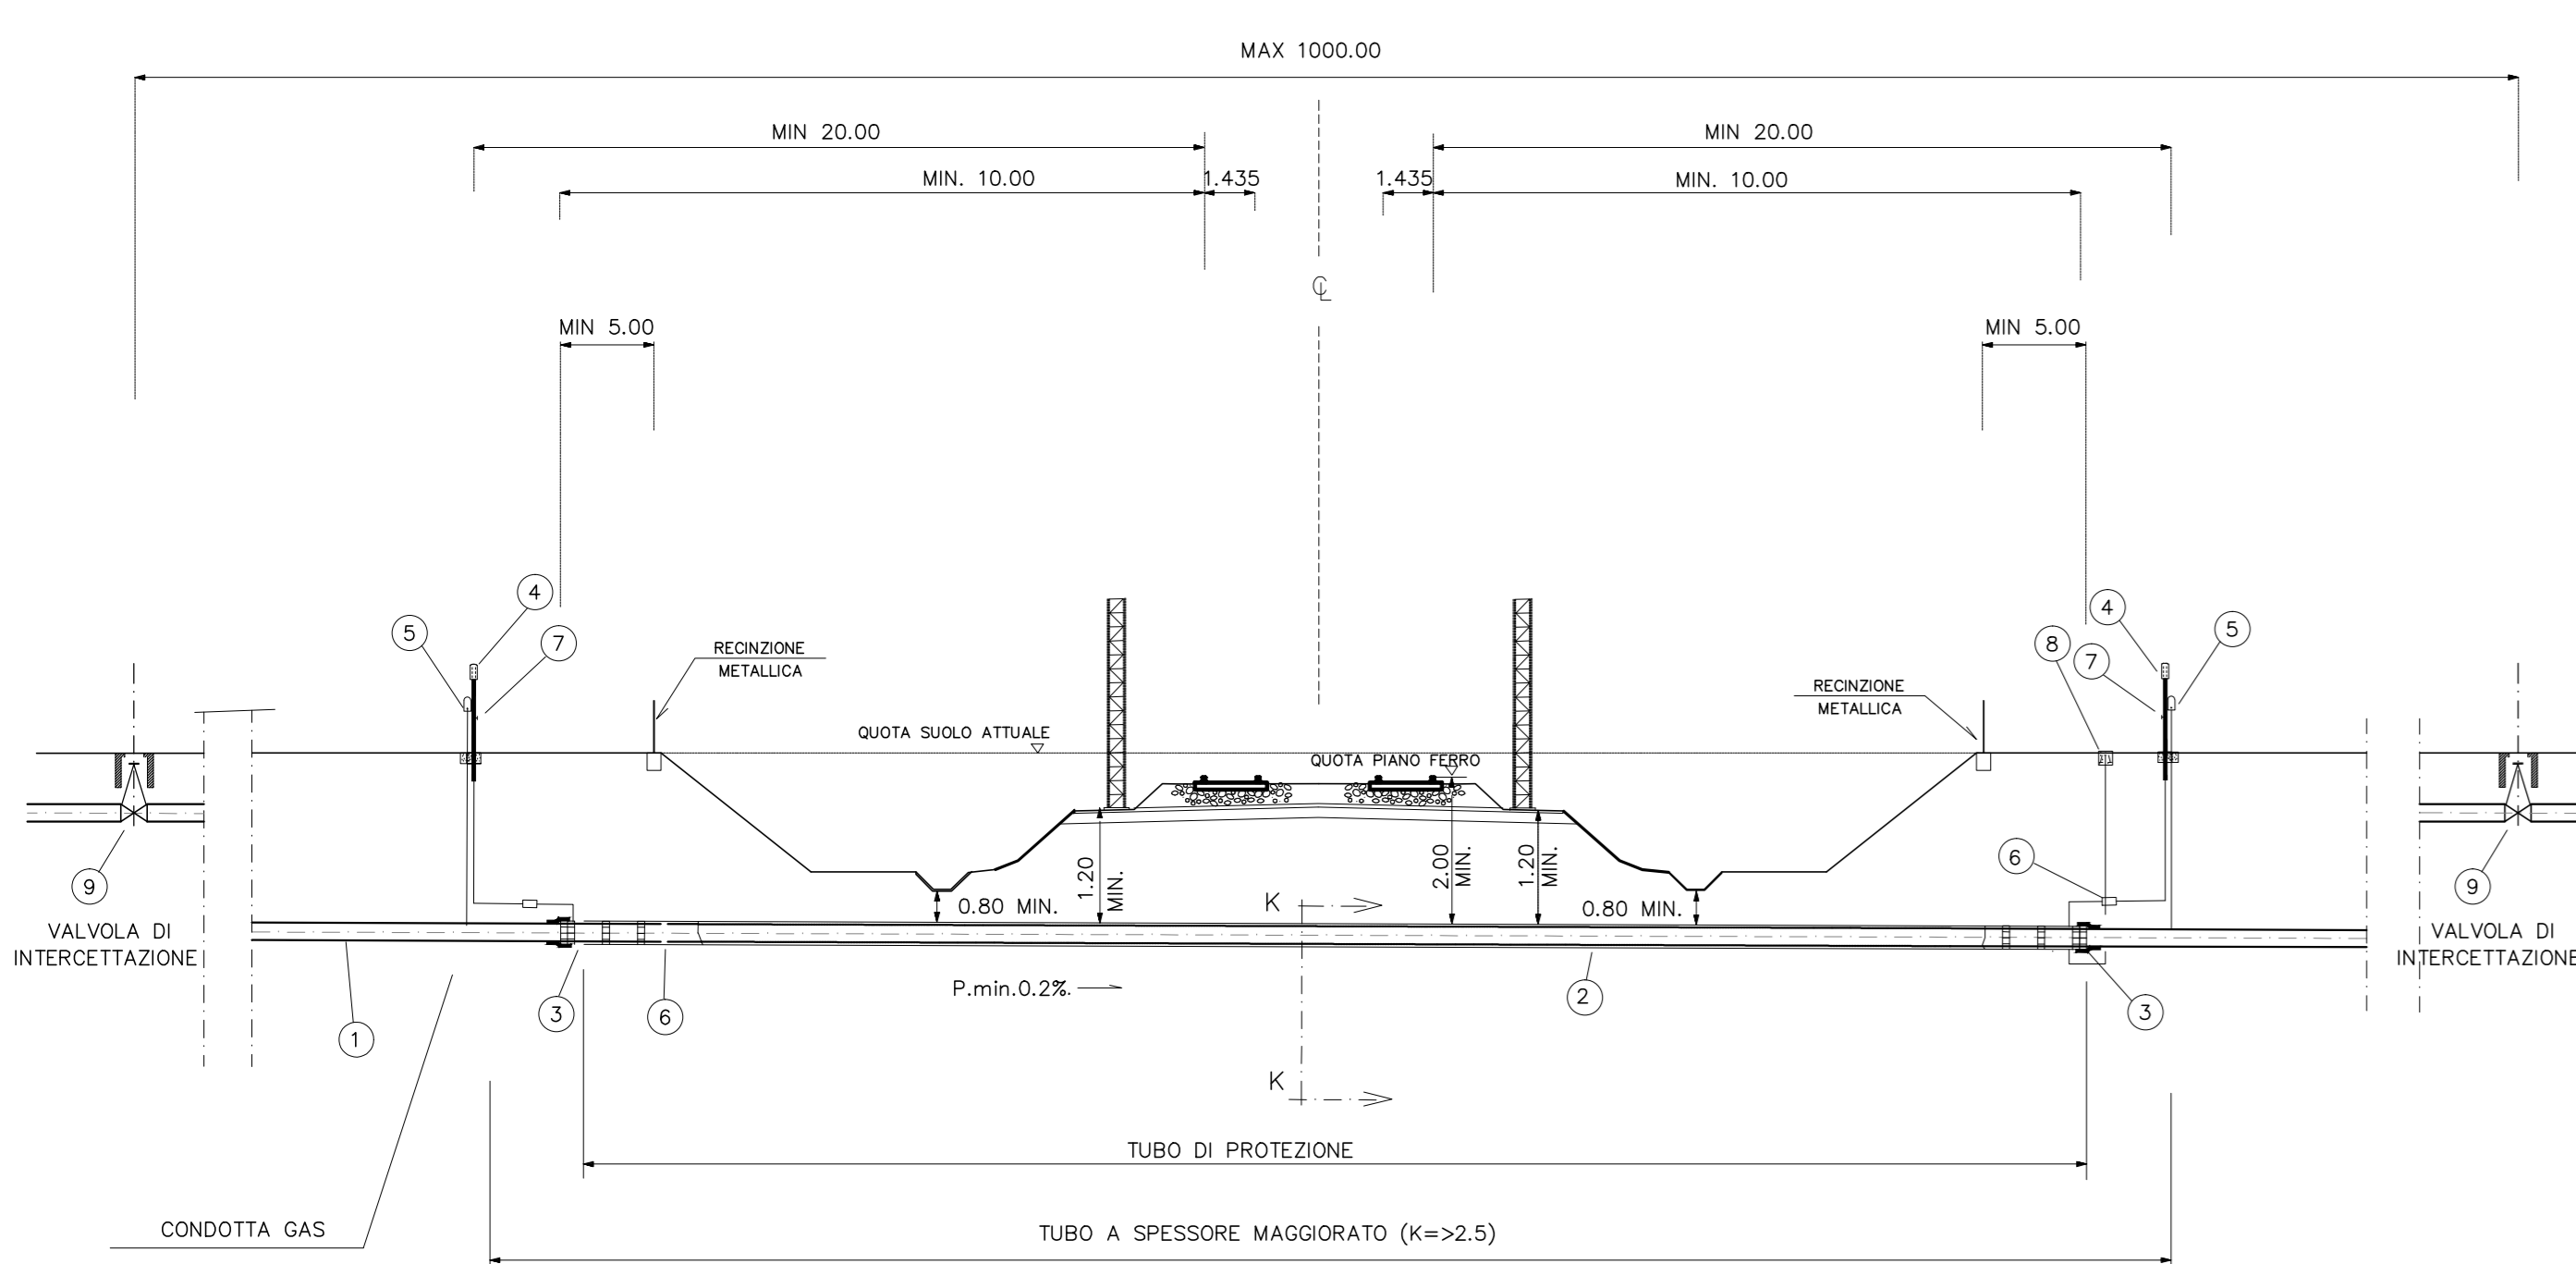 MAX 1000.00
MIN 20.00
MIN 20.00
MIN. 10.00
1.435
1.435
MIN. 10.00
℄
MIN 5.00
MIN 5.00
4
4
5
7
8
7
5
RECINZIONE
METALLICA
RECINZIONE
METALLICA
QUOTA SUOLO ATTUALE
QUOTA PIANO FERRO
9
VALVOLA DI
INTERCETTAZIONE
1.20
MIN.
2.00
MIN.
1.20
MIN.
6
9
VALVOLA DI
INTERCETTAZIONE
0.80 MIN.
K
0.80 MIN.
P.min.0.2%.
1
3
6
2
3
K
TUBO DI PROTEZIONE
CONDOTTA GAS
TUBO A SPESSORE MAGGIORATO (K=>2.5)